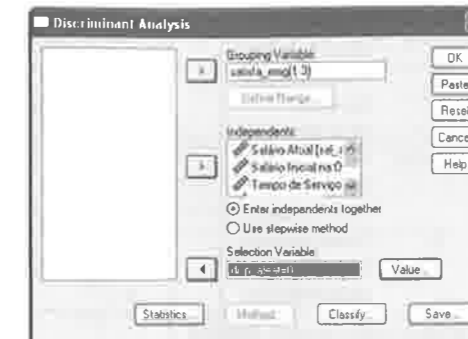 Discriminant Analysis
Grouping Variable:
OK
Paste
Define Range...
Reset
Independents:
Cancel
Salário Atual
Help
Salário Inicial na
Tempo de Serviço
Enter independents together
Use stepwise method
Selection Variable:
Value...
Statistics...
Method...
Classify...
Save...